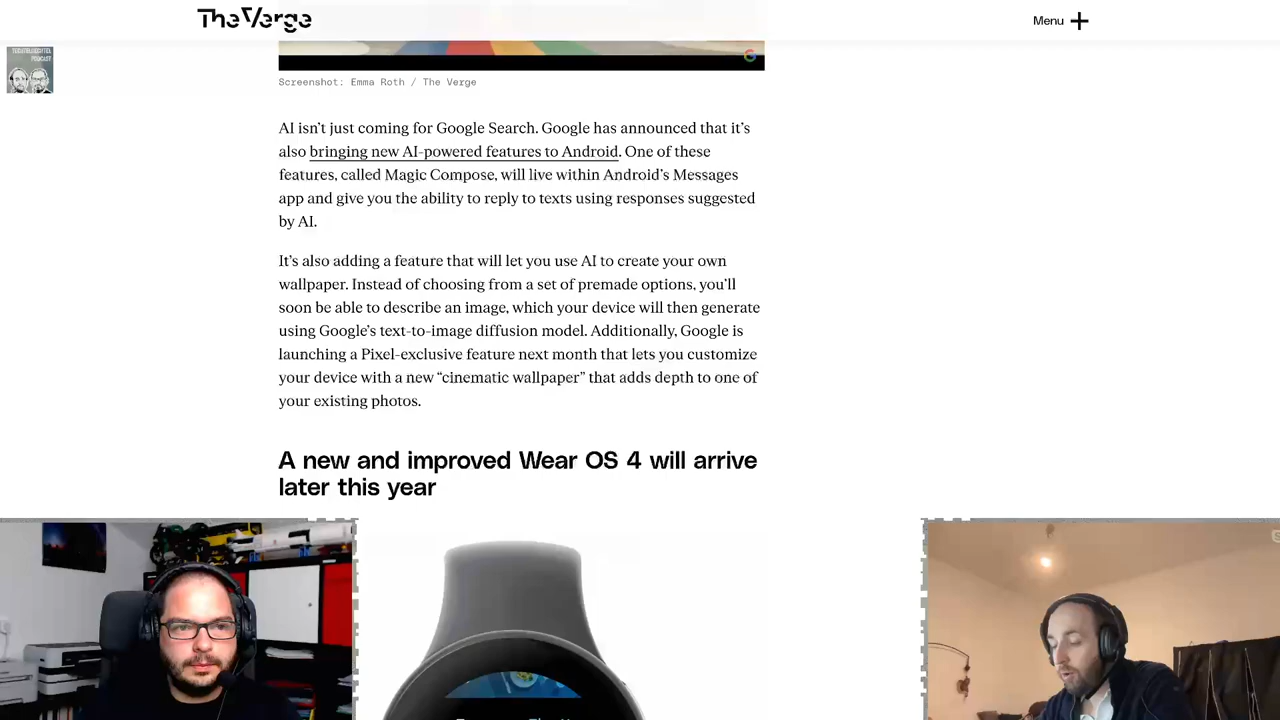 The Verge
Menu
TECHTELMECHTEL
PODCAST
Screenshot: Emma Roth / The Verge
AI isn’t just coming for Google Search. Google has announced that it’s
also bringing new AI-powered features to Android. One of these
features, called Magic Compose, will live within Android’s Messages
app and give you the ability to reply to texts using responses suggested
by AI.
It’s also adding a feature that will let you use AI to create your own
wallpaper. Instead of choosing from a set of premade options, you’ll
soon be able to describe an image, which your device will then generate
using Google’s text-to-image diffusion model. Additionally, Google is
launching a Pixel-exclusive feature next month that lets you customize
your device with a new “cinematic wallpaper” that adds depth to one of
your existing photos.
A new and improved Wear OS 4 will arrive
later this year